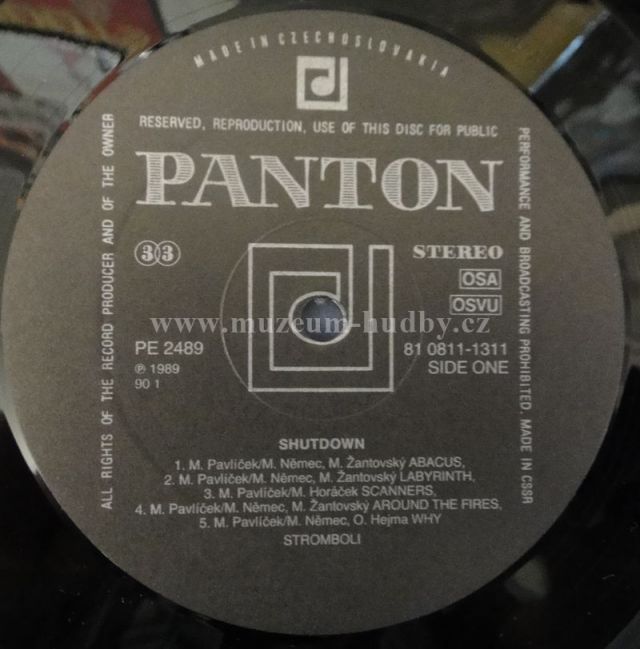 MADE IN CZECHOSLOVAKIA
RESERVED, REPRODUCTION, USE OF THIS DISC FOR PUBLIC
PERFORMANCE AND BROADCASTING PROHIBITED. MADE IN CSSR
ALL RIGHTS OF THE RECORD PRODUCER AND OF THE OWNER
PANTON
33
STEREO
OSA
OSVU
www.muzeum-hudby.cz
PE 2489
81 0811-1311
℗ 1989
SIDE ONE
90 1
SHUTDOWN
1. M. Pavlíček/M. Němec, M. Žantovský ABACUS,
2. M. Pavlíček/M. Němec, M. Žantovský LABYRINTH,
3. M. Pavlíček/M. Horáček SCANNERS,
4. M. Pavlíček/M. Němec, M. Žantovský AROUND THE FIRES,
5. M. Pavlíček/M. Němec, O. Hejma WHY
STROMBOLI